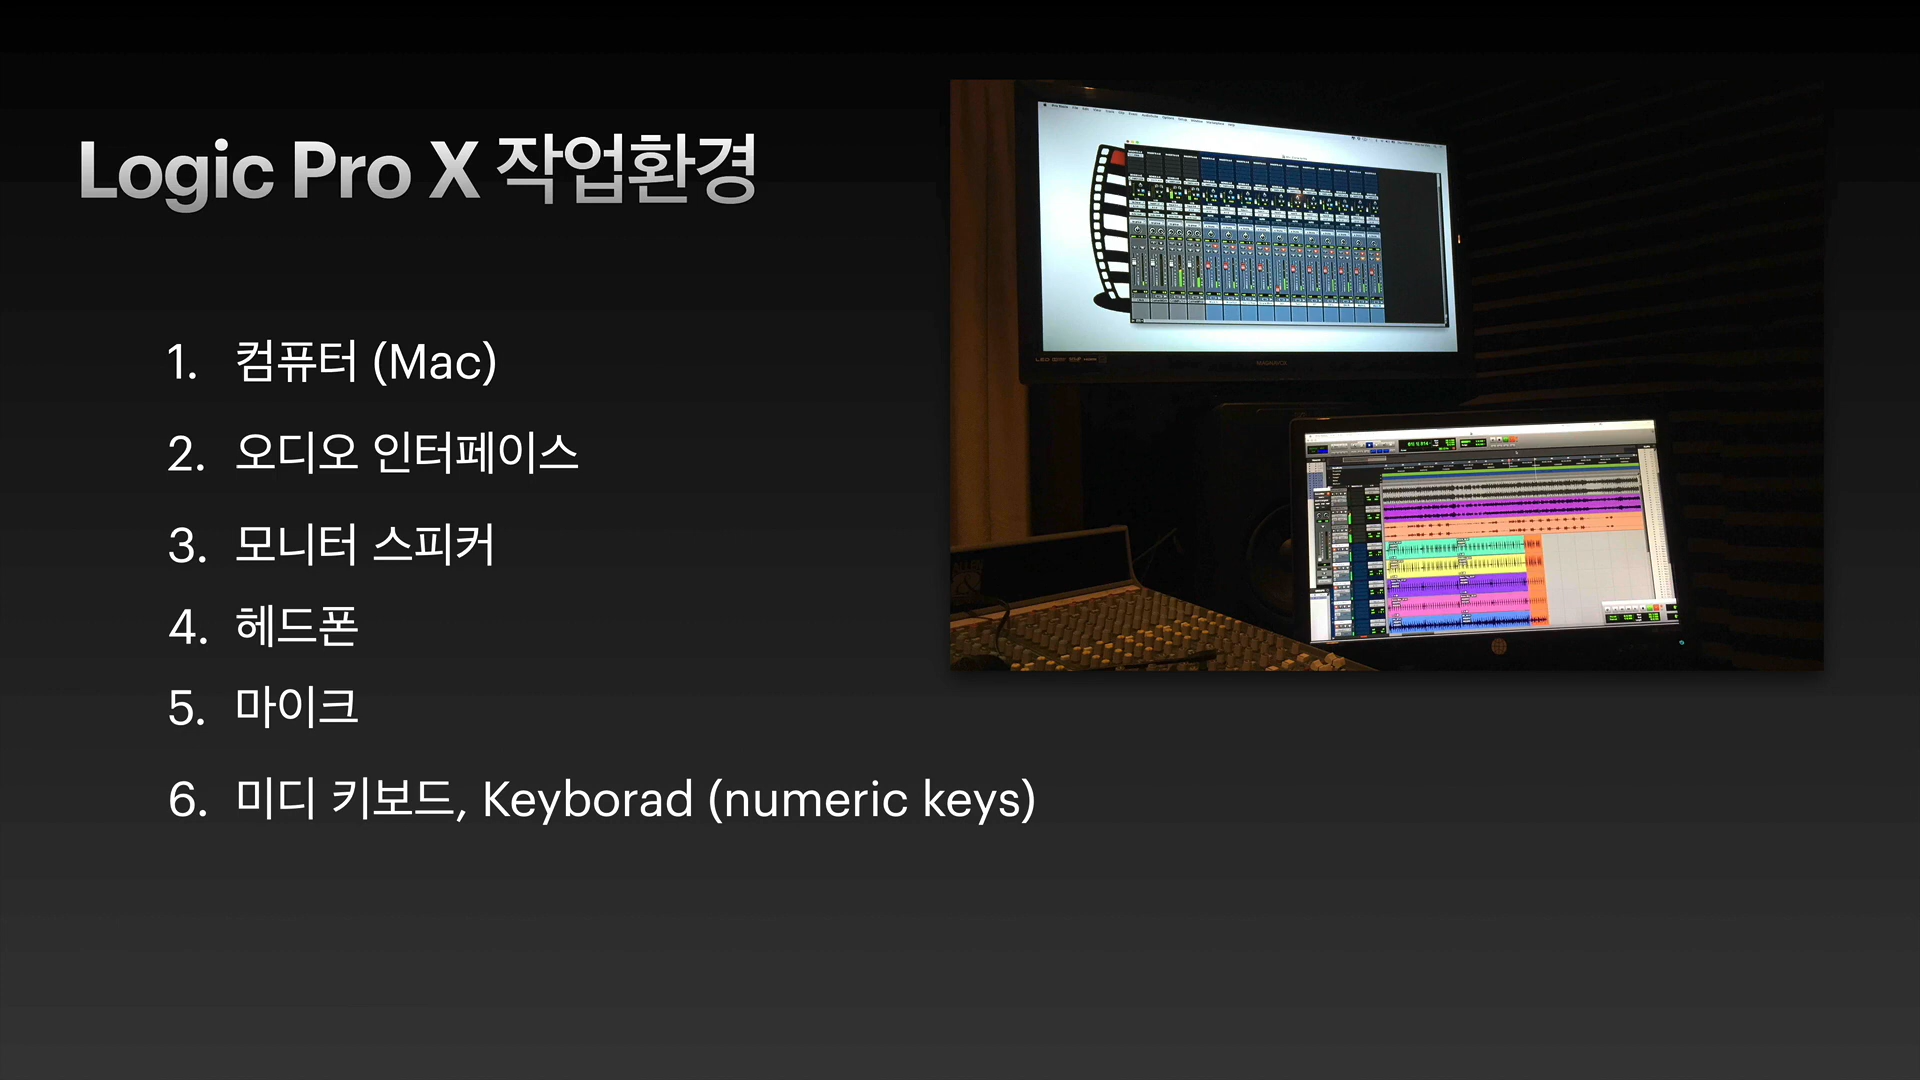 Logic Pro X 작업환경
1. 컴퓨터 (Mac)
2. 오디오 인터페이스
3. 모니터 스피커
4. 헤드폰
5. 마이크
6. 미디 키보드, Keyborad (numeric keys)